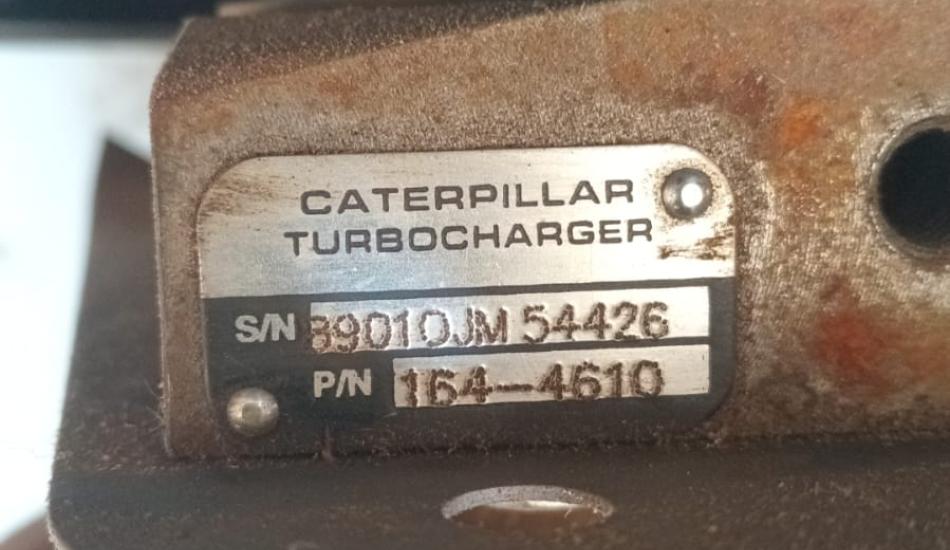 CATERPILLAR
TURBOCHARGER
S/N 89010JM 54426
P/N 164-4610